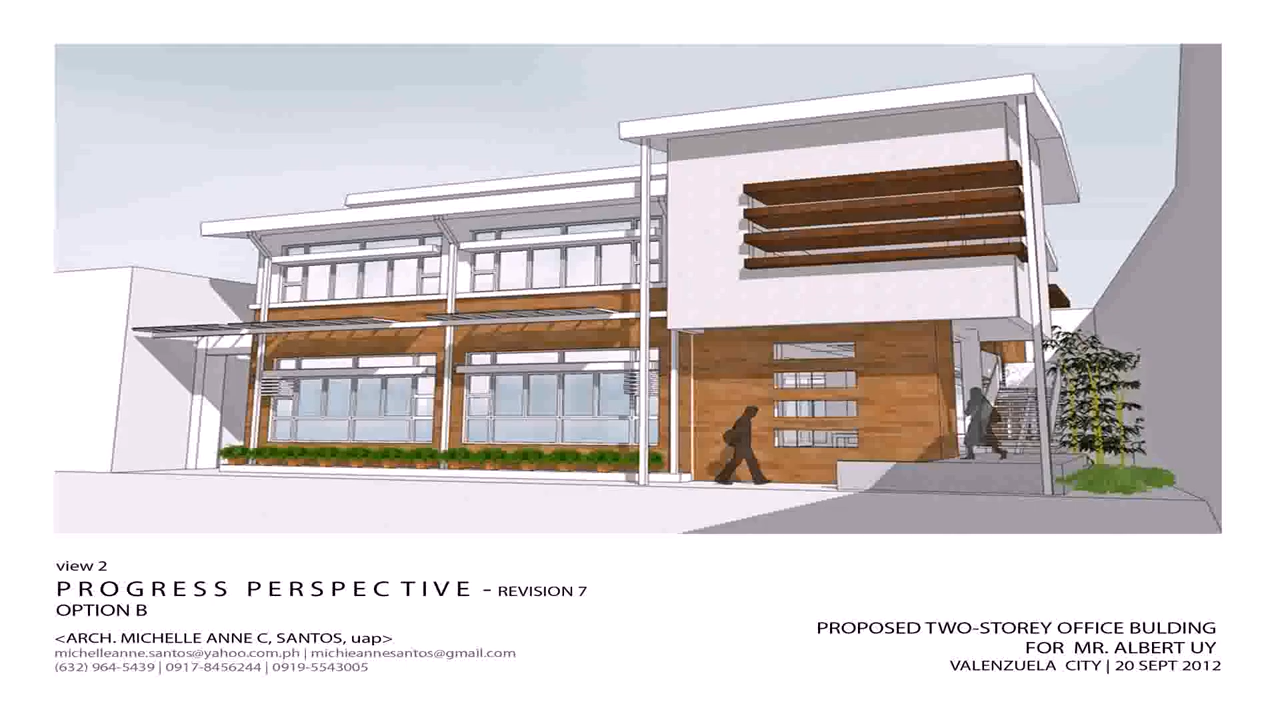 view 2
PROGRESS PERSPECTIVE - REVISION 7
OPTION B
<ARCH. MICHELLE ANNE C, SANTOS, uap>
michelleanne.santos@yahoo.com.ph | michieannesantos@gmail.com
(632) 964-5439 | 0917-8456244 | 0919-5543005
PROPOSED TWO-STOREY OFFICE BULDING
FOR MR. ALBERT UY
VALENZUELA CITY | 20 SEPT 2012